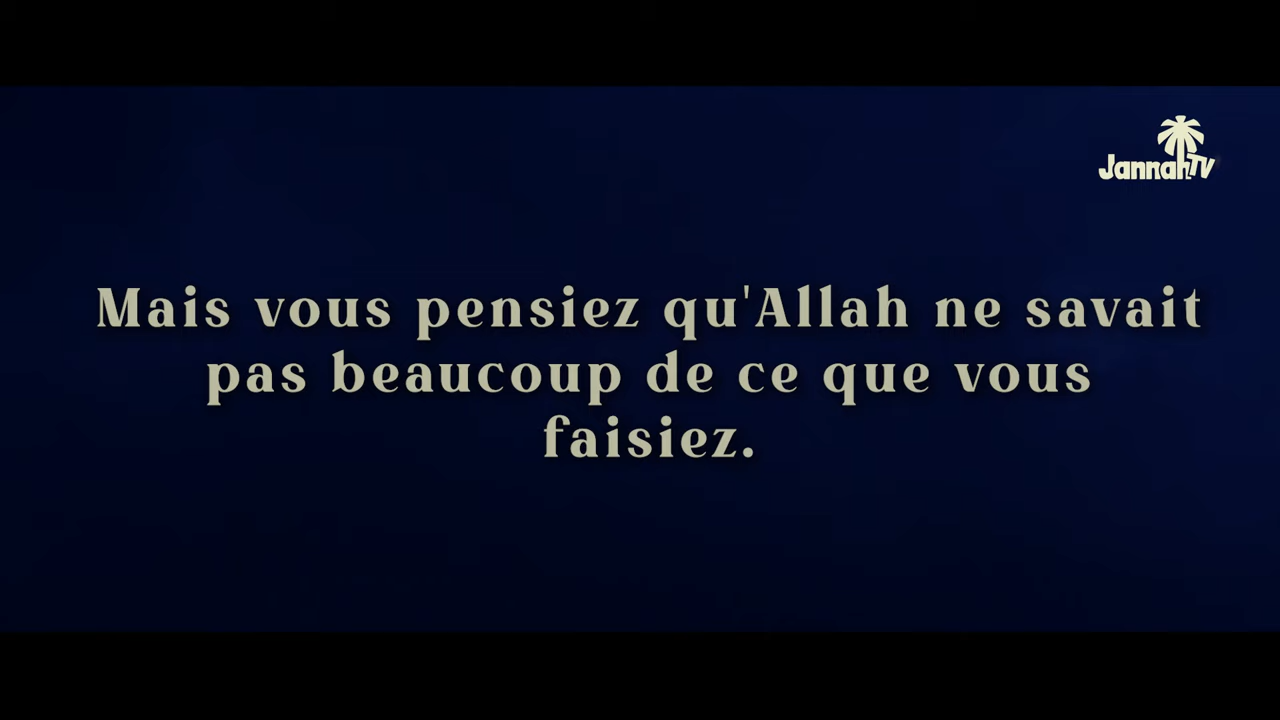 JannahTV
Mais vous pensiez qu'Allah ne savait
pas beaucoup de ce que vous
faisiez.